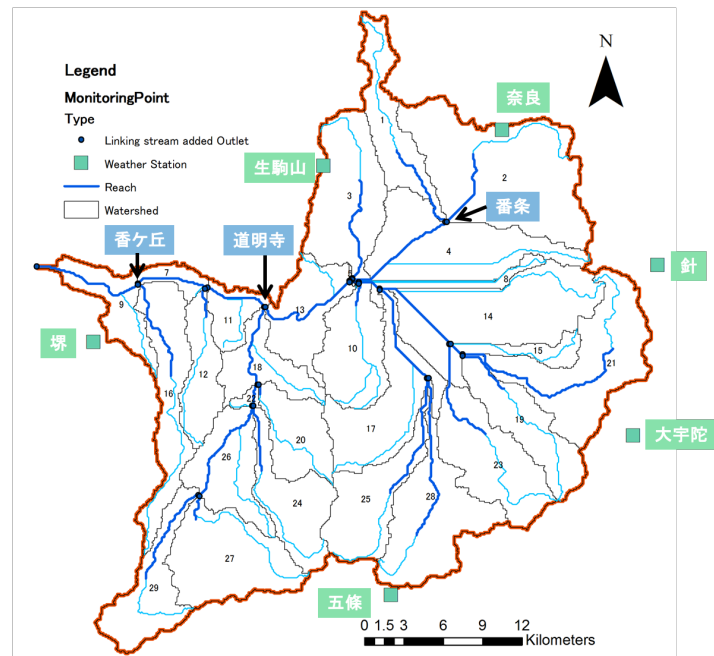 Legend
MonitoringPoint
Type
Linking stream added Outlet
Weather Station
Reach
Watershed
N
奈良
生駒山
番条
香ケ丘
道明寺
針
堺
大宇陀
五條
1
2
3
4
7
8
9
13
11
10
14
15
21
12
16
18
22
17
19
20
23
26
24
25
28
27
29
0 1.5 3 6 9 12
Kilometers